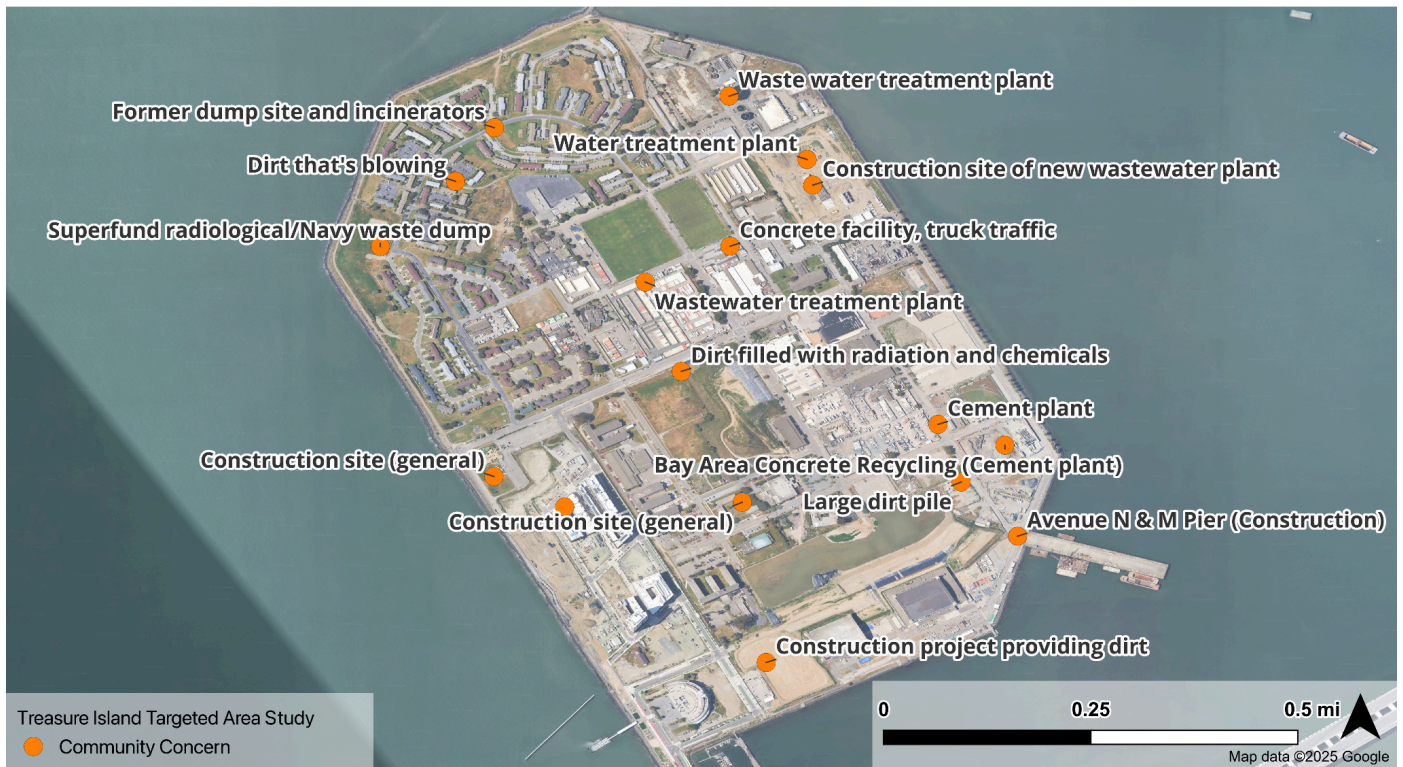 Waste water treatment plant
Former dump site and incinerators
Water treatment plant
Dirt that's blowing
Construction site of new wastewater plant
Superfund radiological/Navy waste dump
Concrete facility, truck traffic
Wastewater treatment plant
Dirt filled with radiation and chemicals
Cement plant
Construction site (general)
Bay Area Concrete Recycling (Cement plant)
Large dirt pile
Construction site (general)
Avenue N & M Pier (Construction)
Construction project providing dirt
Treasure Island Targeted Area Study
Community Concern
0 0.25 0.5 mi
Map data ©2025 Google